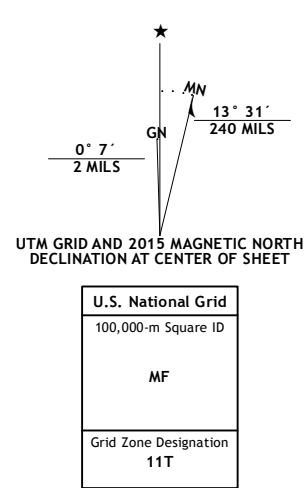 ★
MN
13° 31´
240 MILS
GN
0° 7´
2 MILS
UTM GRID AND 2015 MAGNETIC NORTH
DECLINATION AT CENTER OF SHEET
U.S. National Grid
100,000-m Square ID
MF
Grid Zone Designation
11T